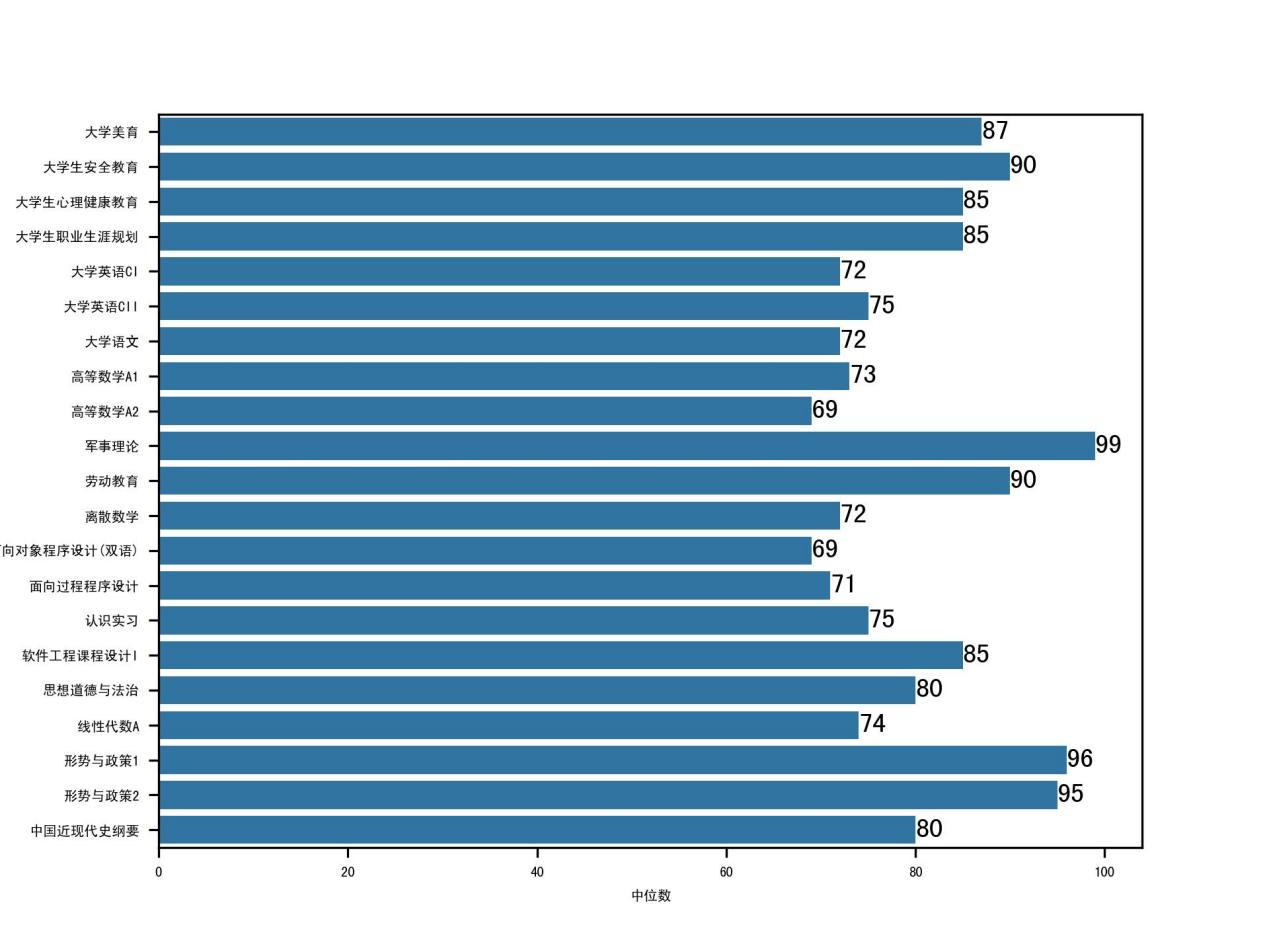 大学美育 87
大学生安全教育 90
大学生心理健康教育 85
大学生职业生涯规划 85
大学英语CI 72
大学英语CII 75
大学语文 72
高等数学A1 73
高等数学A2 69
军事理论 99
劳动教育 90
离散数学 72
向对象程序设计(双语) 69
面向过程程序设计 71
认识实习 75
软件工程课程设计I 85
思想道德与法治 80
线性代数A 74
形势与政策1 96
形势与政策2 95
中国近现代史纲要 80
0 20 40 60 80 100
中位数